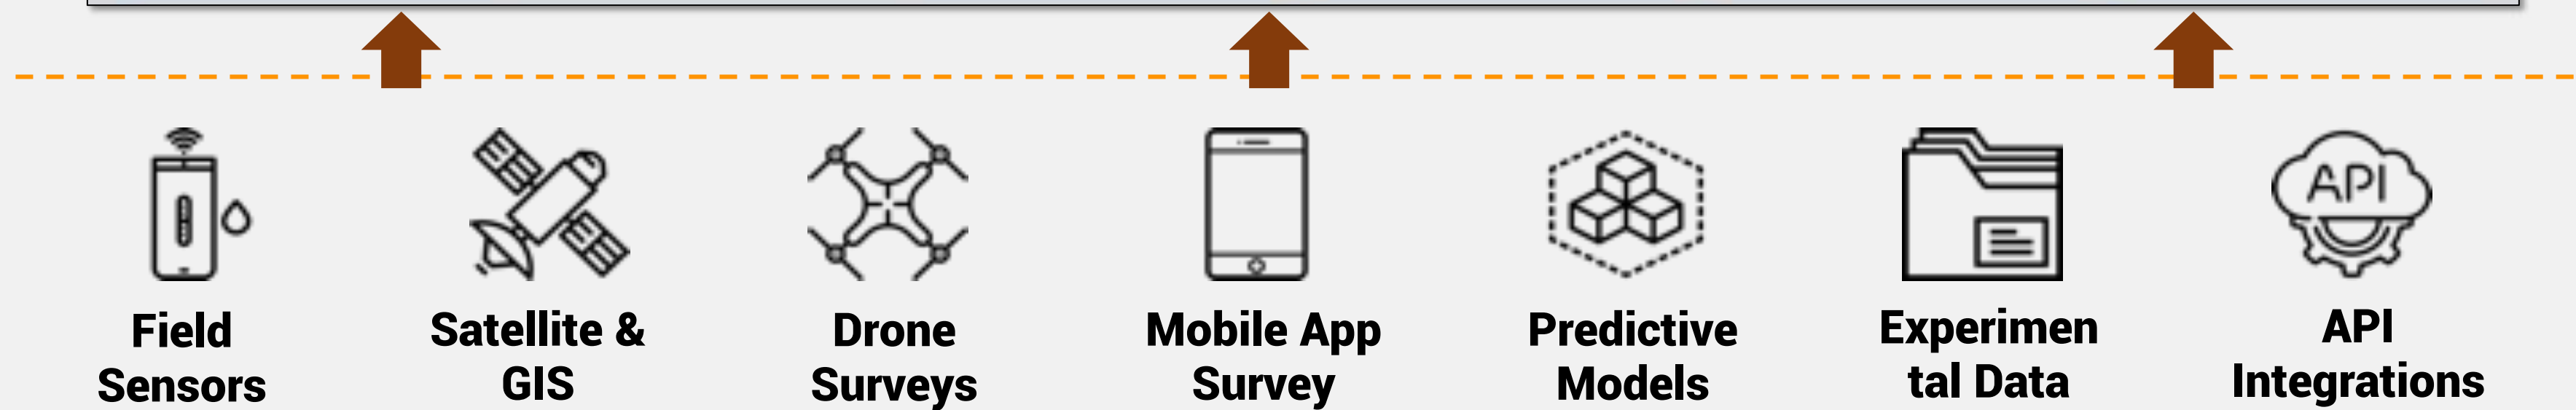 API
Field
Sensors
Satellite &
GIS
Drone
Surveys
Mobile App
Survey
Predictive
Models
Experimen
tal Data
API
Integrations